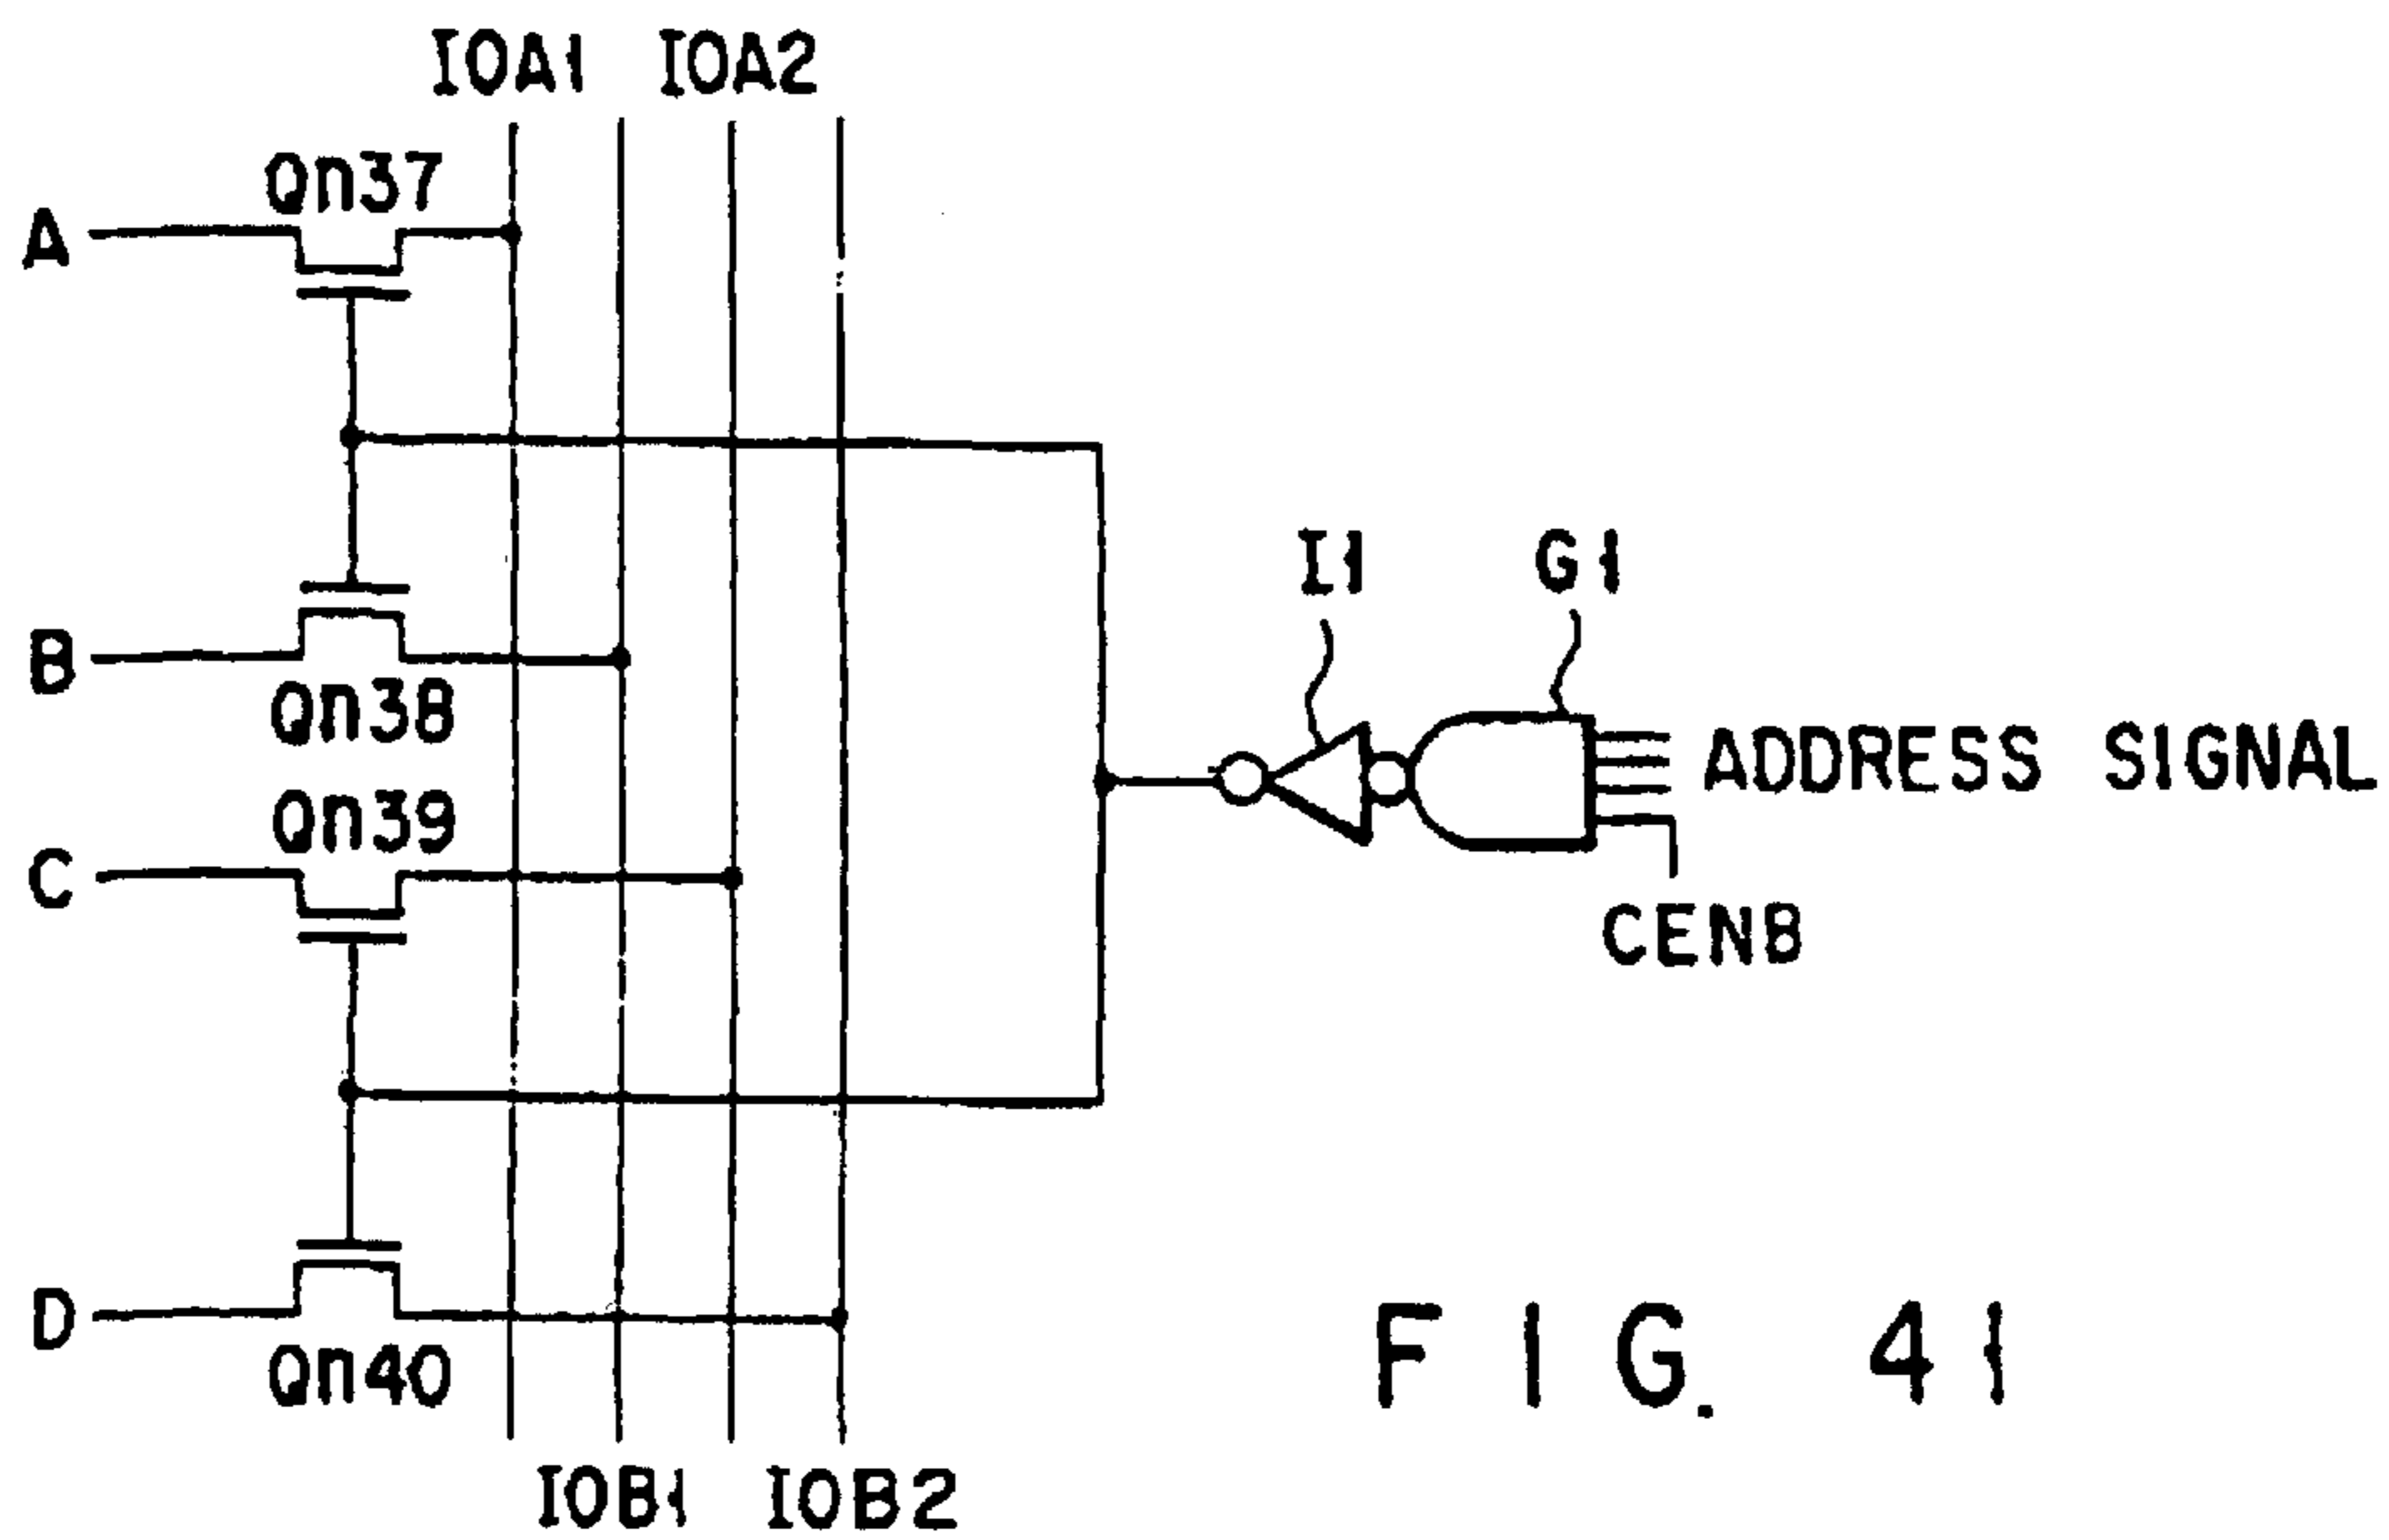 IOA1 IOA2
Qn37
A
I1 G1
B
Qn38
ADDRESS SIGNAL
Qn39
C
CENB
D
Qn40
FIG. 41
IOB1 IOB2